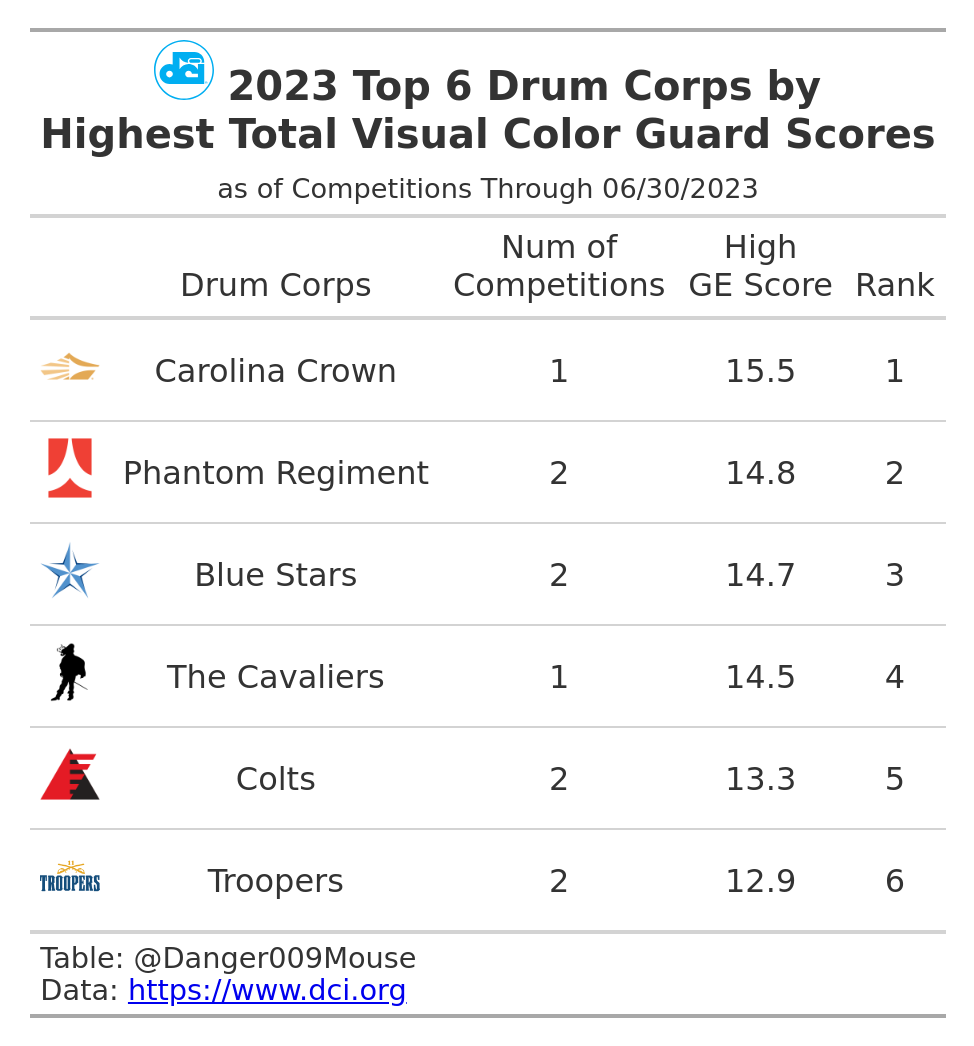 dci
2023 Top 6 Drum Corps by
Highest Total Visual Color Guard Scores
as of Competitions Through 06/30/2023
Drum Corps Num of Competitions High GE Score Rank
Carolina Crown 1 15.5 1
Phantom Regiment 2 14.8 2
Blue Stars 2 14.7 3
The Cavaliers 1 14.5 4
Colts 2 13.3 5
TROOPERS Troopers 2 12.9 6
Table: @Danger009Mouse
Data: https://www.dci.org